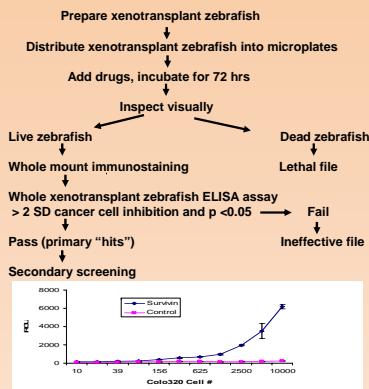 Prepare xenotransplant zebrafish
Distribute xenotransplant zebrafish into microplates
Add drugs, incubate for 72 hrs
Inspect visually
Live zebrafish
Dead zebrafish
Whole mount immunostaining
Lethal file
Whole xenotransplant zebrafish ELISA assay
> 2 SD cancer cell inhibition and p <0.05
Fail
Pass (primary “hits”)
Ineffective file
Secondary screening
8000
6000
4000
2000
0
RLU
Survivin
Control
10 39 156 625 2500 10000
Colo320 Cell #